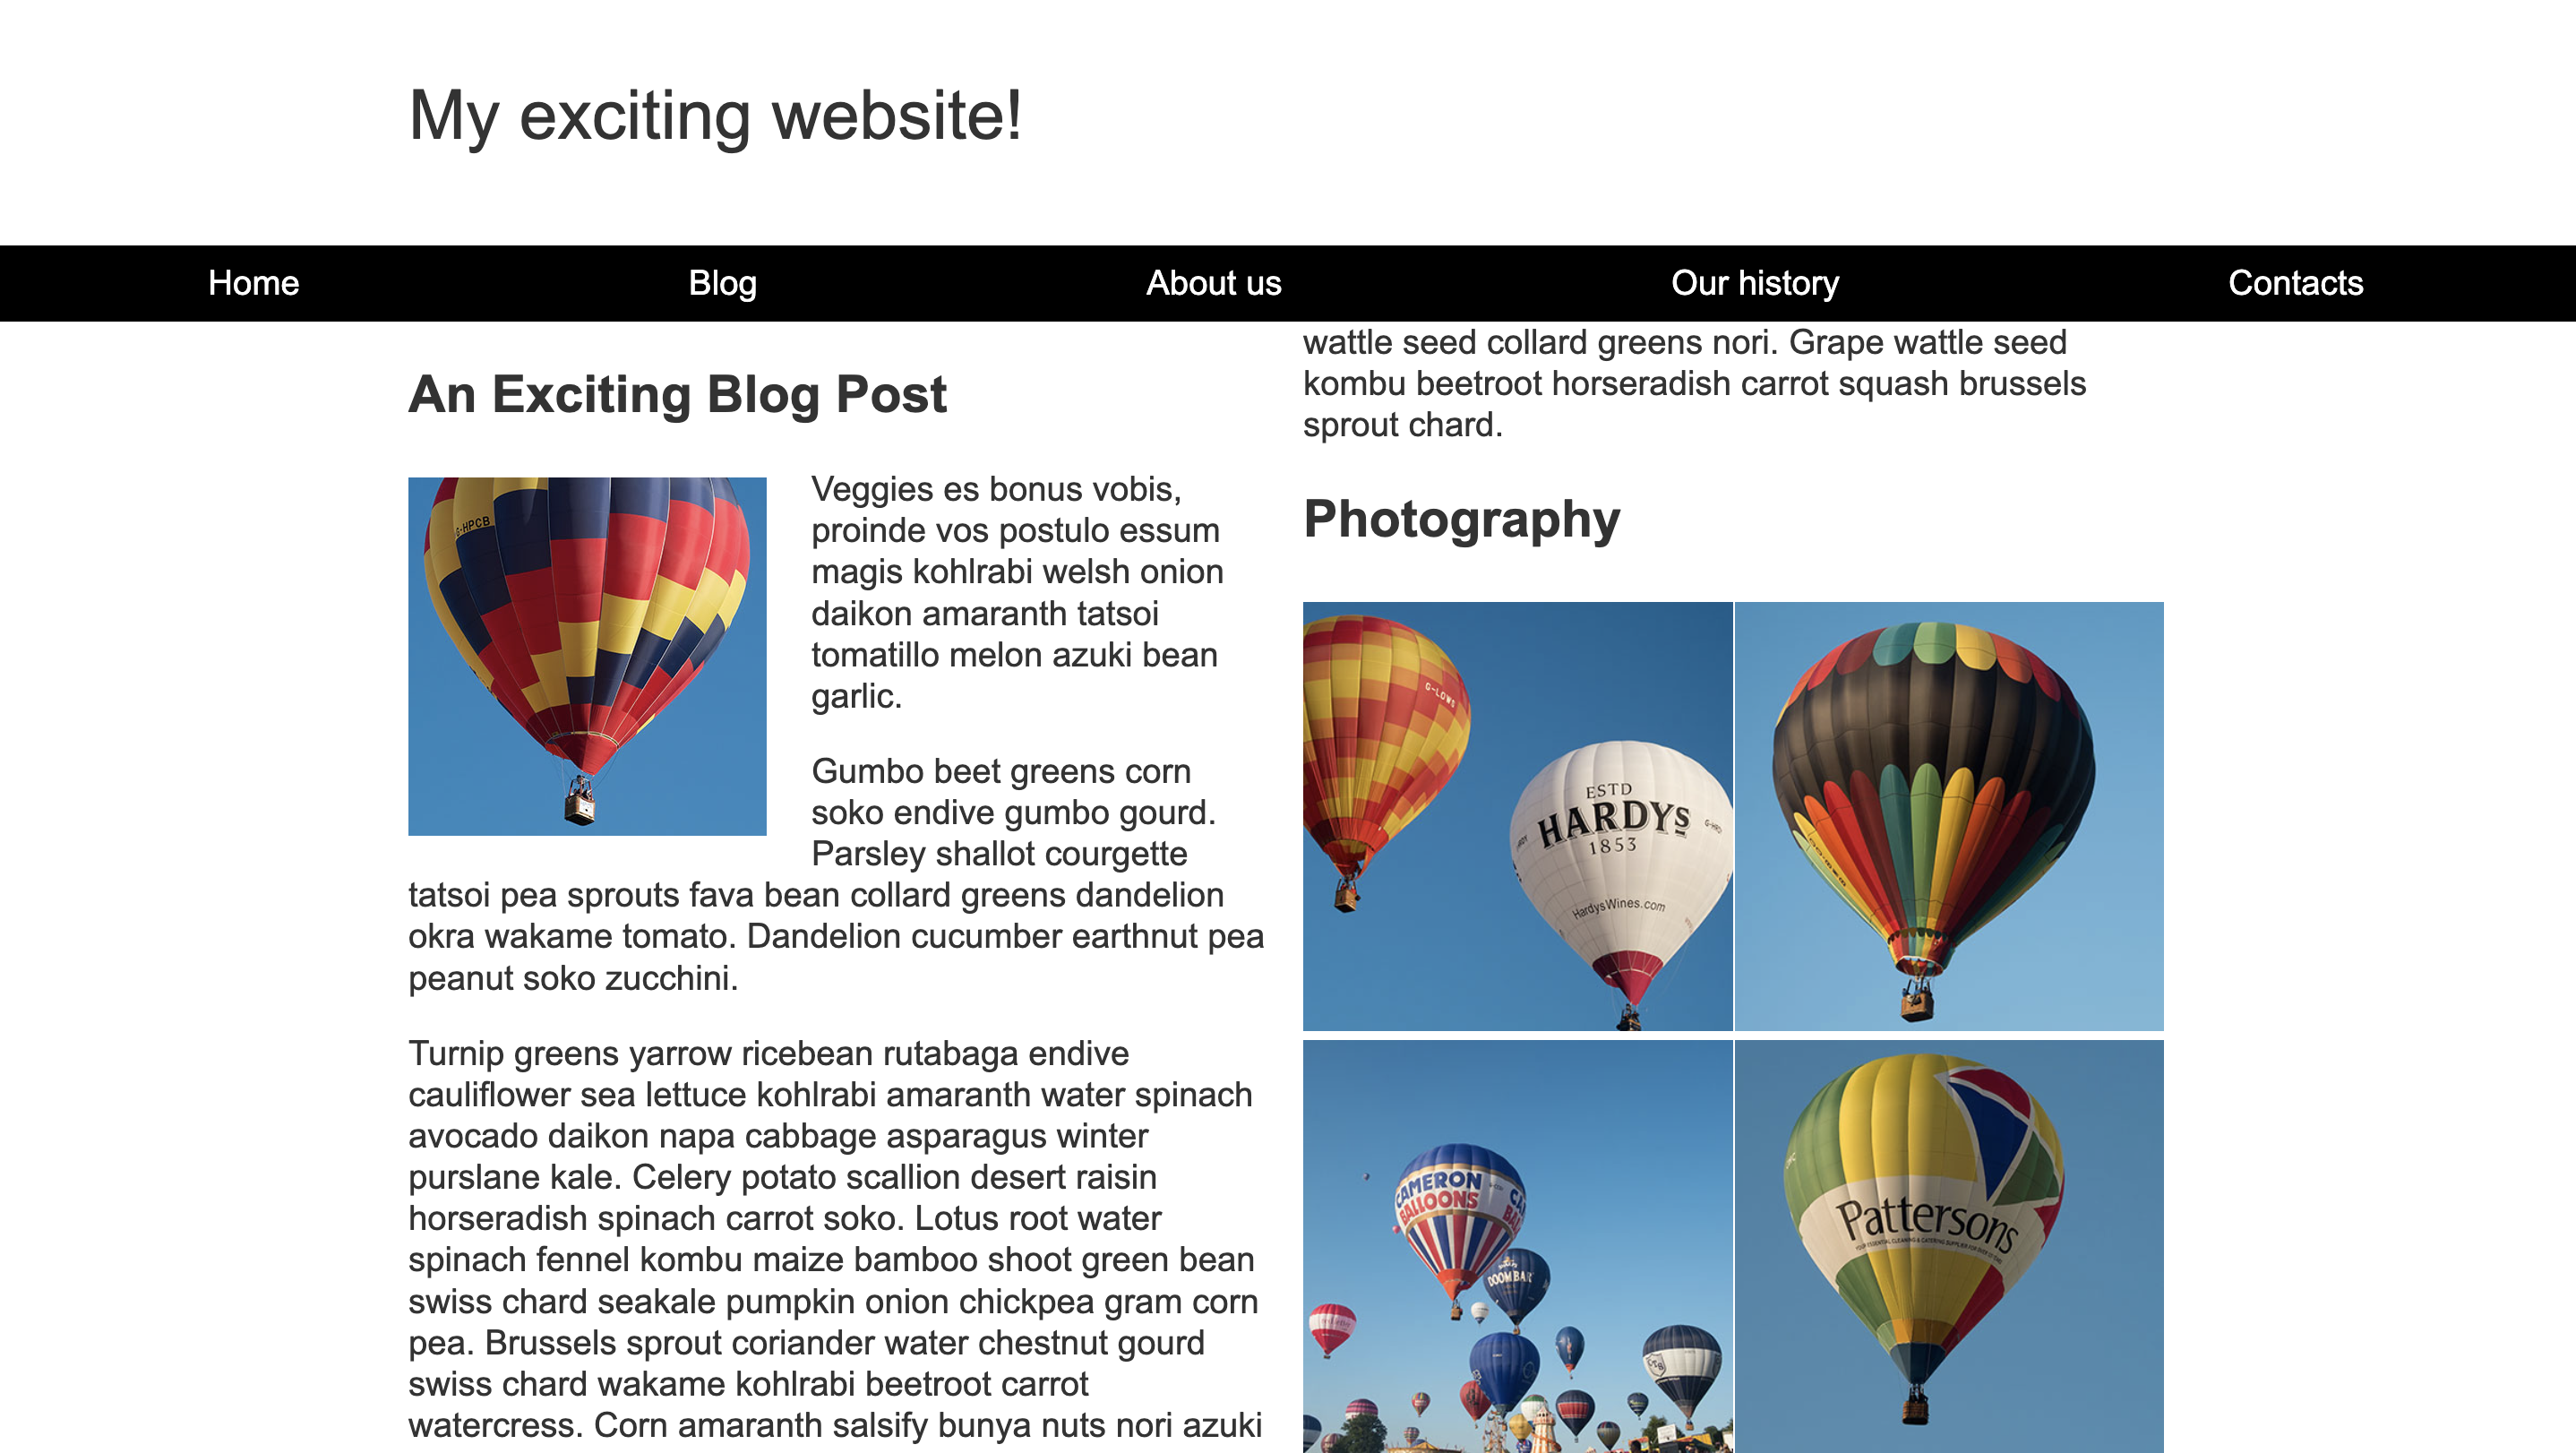 My exciting website!
Home
Blog
About us
Our history
Contacts
An Exciting Blog Post
G-HPCB
Veggies es bonus vobis,
proinde vos postulo essum
magis kohlrabi welsh onion
daikon amaranth tatsoi
tomatillo melon azuki bean
garlic.
Gumbo beet greens corn
soko endive gumbo gourd.
Parsley shallot courgette
tatsoi pea sprouts fava bean collard greens dandelion
okra wakame tomato. Dandelion cucumber earthnut pea
peanut soko zucchini.
Turnip greens yarrow ricebean rutabaga endive
cauliflower sea lettuce kohlrabi amaranth water spinach
avocado daikon napa cabbage asparagus winter
purslane kale. Celery potato scallion desert raisin
horseradish spinach carrot soko. Lotus root water
spinach fennel kombu maize bamboo shoot green bean
swiss chard seakale pumpkin onion chickpea gram corn
pea. Brussels sprout coriander water chestnut gourd
swiss chard wakame kohlrabi beetroot carrot
watercress. Corn amaranth salsify bunya nuts nori azuki
wattle seed collard greens nori. Grape wattle seed
kombu beetroot horseradish carrot squash brussels
sprout chard.
Photography
ESTD
HARDYS
1853
HardysWines.com
CAMERON
BALLOONS
DOOM BAR
Pattersons